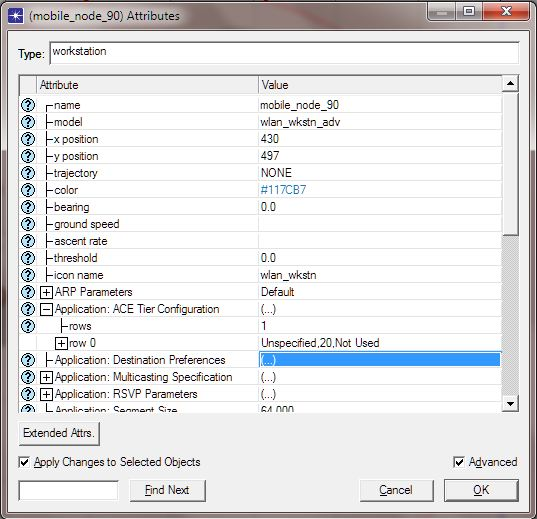 (mobile_node_90) Attributes
Type: workstation
Attribute Value
? name mobile_node_90
? model wlan_wkstn_adv
? x position 430
? y position 497
? trajectory NONE
? color #117CB7
? bearing 0.0
? ground speed
? ascent rate
? threshold 0.0
? icon name wlan_wkstn
? ARP Parameters Default
? Application: ACE Tier Configuration (...)
? rows 1
row 0 Unspecified,20,Not Used
? Application: Destination Preferences (...)
? Application: Multicasting Specification (...)
? Application: RSVP Parameters (...)
? Application: Segment Size 64,000
Extended Attrs.
Apply Changes to Selected Objects Advanced
Find Next Cancel OK